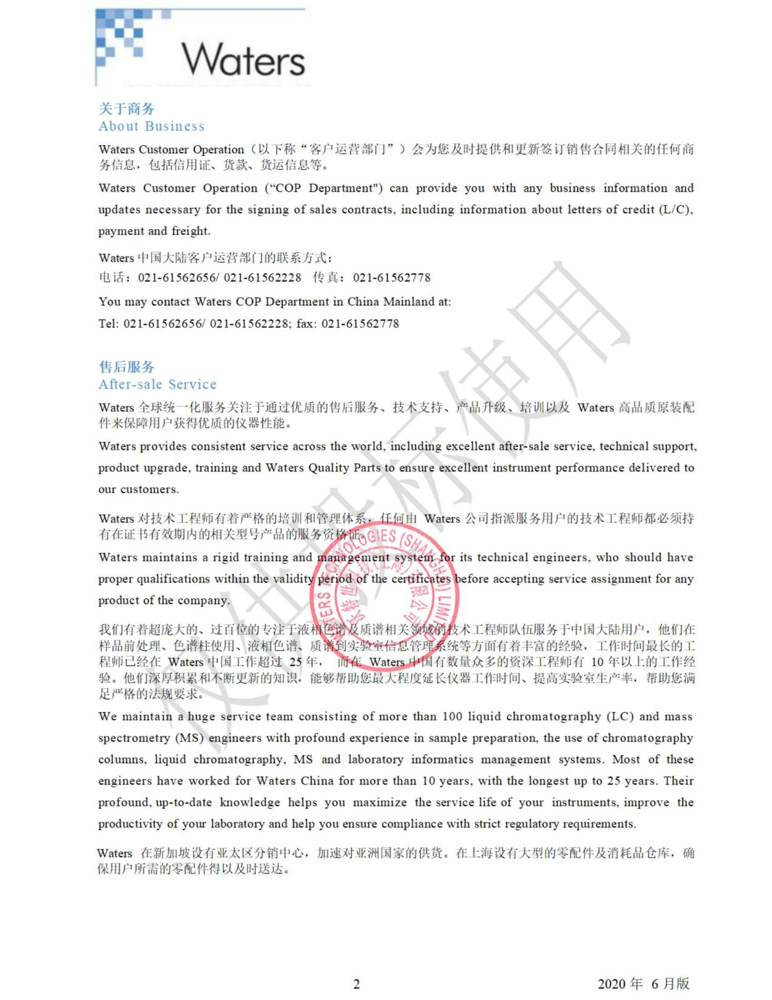 Waters
关于商务
About Business
Waters Customer Operation（以下称“客户运营部门”）会为您及时提供和更新签订销售合同相关的任何商
务信息，包括信用证、货款、货运信息等。
Waters Customer Operation (“COP Department") can provide you with any business information and
updates necessary for the signing of sales contracts, including information about letters of credit (L/C),
payment and freight.
Waters 中国大陆客户运营部门的联系方式：
电话：021-61562656/ 021-61562228 传真：021-61562778
You may contact Waters COP Department in China Mainland at:
Tel: 021-61562656/ 021-61562228; fax: 021-61562778
售后服务
After-sale Service
Waters 全球统一化服务关注于通过优质的售后服务、技术支持、产品升级、培训以及 Waters 高品质原装配
件来保障用户获得优质的仪器性能。
Waters provides consistent service across the world, including excellent after-sale service, technical support,
product upgrade, training and Waters Quality Parts to ensure excellent instrument performance delivered to
our customers.
Waters 对技术工程师有着严格的培训和管理体系，任何由 Waters 公司指派服务用户的技术工程师都必须持
有在证书有效期内的相关型号产品的服务资格证。
Waters maintains a rigid training and management system for its technical engineers, who should have
proper qualifications within the validity period of the certificates before accepting service assignment for any
product of the company.
我们有着超庞大的、过百位的专注于液相色谱及质谱相关领域的技术工程师队伍服务于中国大陆用户，他们在
样品前处理、色谱柱使用、液相色谱、质谱到实验室信息管理系统等方面有着丰富的经验，工作时间最长的工
程师已经在 Waters 中国工作超过 25 年， 而在 Waters 中国有数量众多的资深工程师有 10 年以上的工作经
验。他们深厚积累和不断更新的知识，能够帮助您最大程度延长仪器工作时间、提高实验室生产率，帮助您满
足严格的法规要求。
We maintain a huge service team consisting of more than 100 liquid chromatography (LC) and mass
spectrometry (MS) engineers with profound experience in sample preparation, the use of chromatography
columns, liquid chromatography, MS and laboratory informatics management systems. Most of these
engineers have worked for Waters China for more than 10 years, with the longest up to 25 years. Their
profound, up-to-date knowledge helps you maximize the service life of your instruments, improve the
productivity of your laboratory and help you ensure compliance with strict regulatory requirements.
Waters 在新加坡设有亚太区分销中心，加速对亚洲国家的供货。在上海设有大型的零配件及消耗品仓库，确
保用户所需的零配件得以及时送达。
仅供投标使用
WATERS TECHNOLOGIES (SHANGHAI) LIMITED
沃特世科技(上海)有限公司
2
2020 年 6 月版